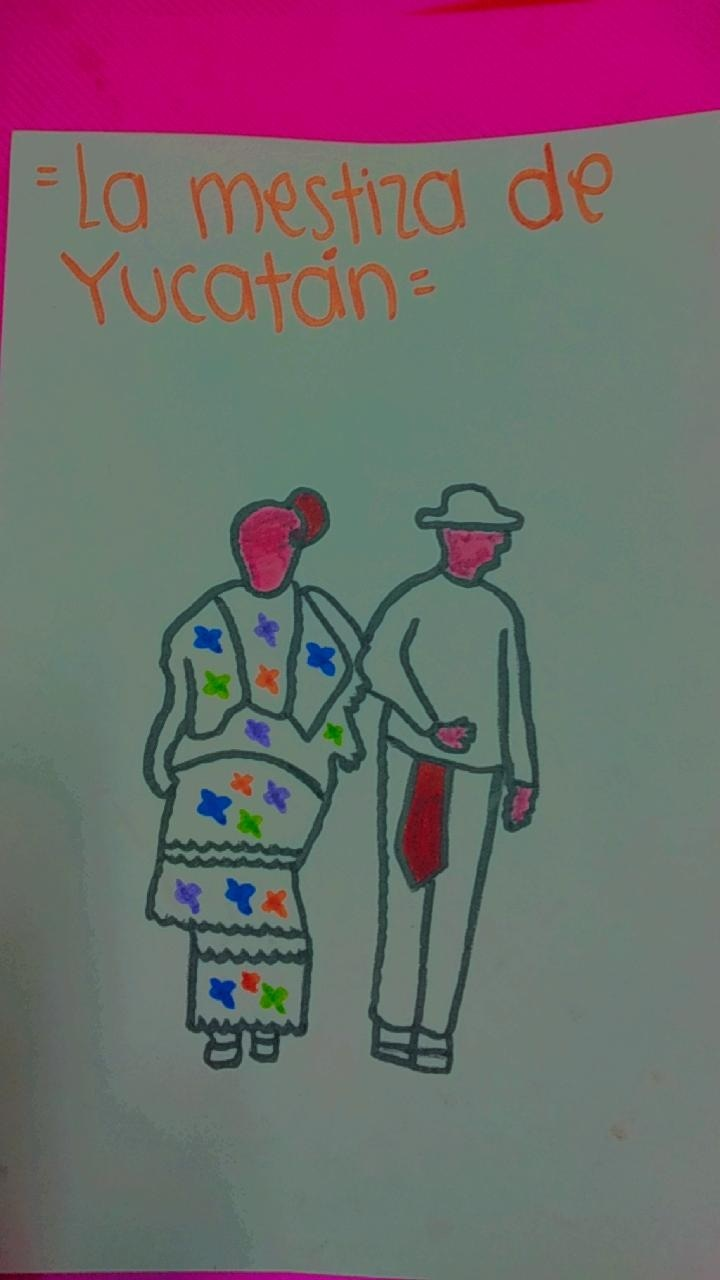 =La mestiza de
Yucatán=